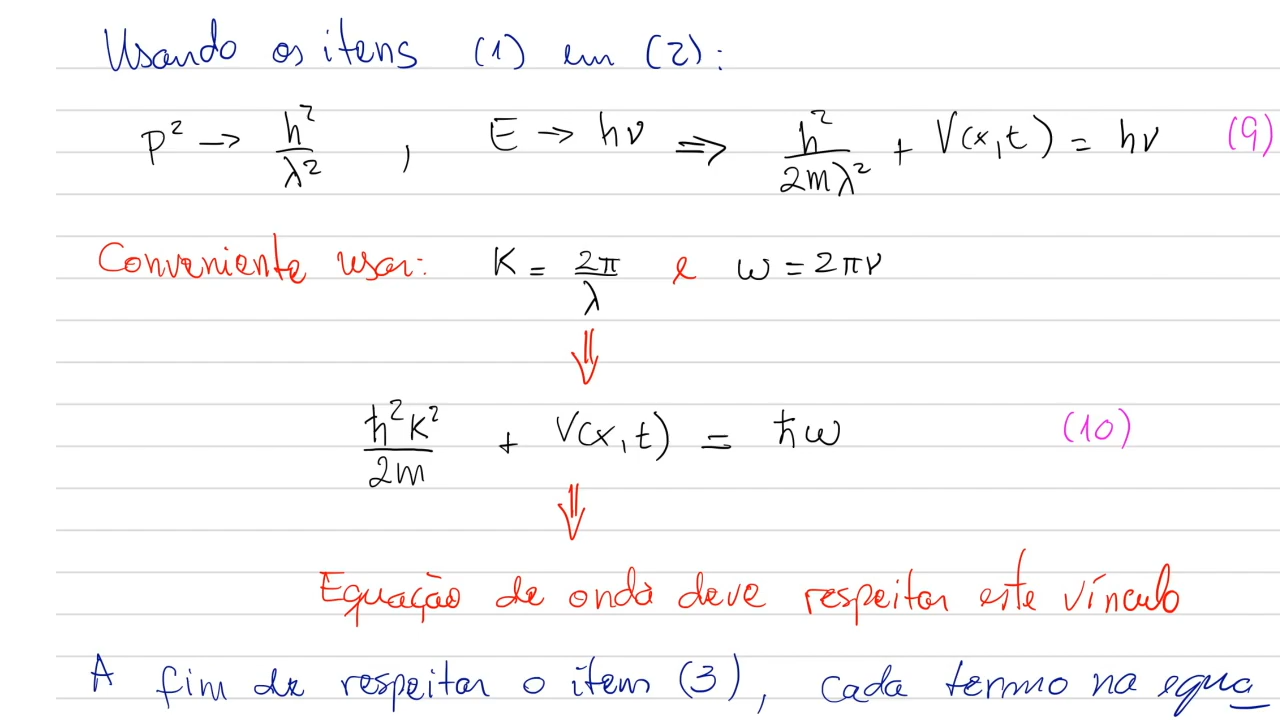 Usando os itens (1) em (2):
P² → h²/λ² , E → hν ⇒ h²/2mλ² + V(x,t) = hν (9)
Conveniente usar: K = 2π/λ e ω = 2πν
⇓
ħ²K²/2m + V(x,t) = ħω (10)
⇓
Equação de onda deve respeitar este vínculo
A fim de respeitar o item (3), cada termo na equa